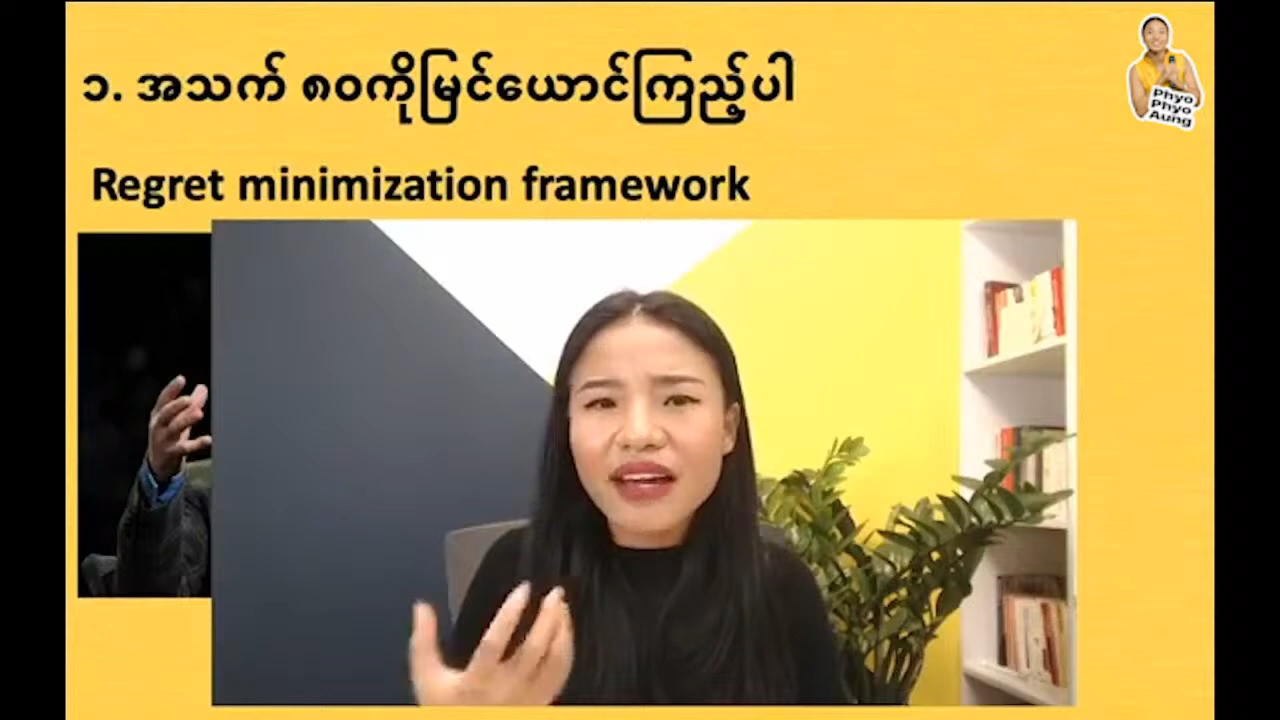 ၁. အသက် ၈၀ကိုမြင်ယောင်ကြည့်ပါ
Regret minimization framework
Phyo
Phyo
Aung